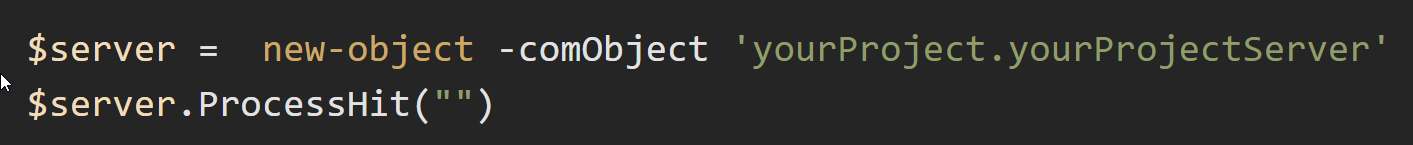 $server =  new-object -comObject 'yourProject.yourProjectServer'
$server.ProcessHit("")